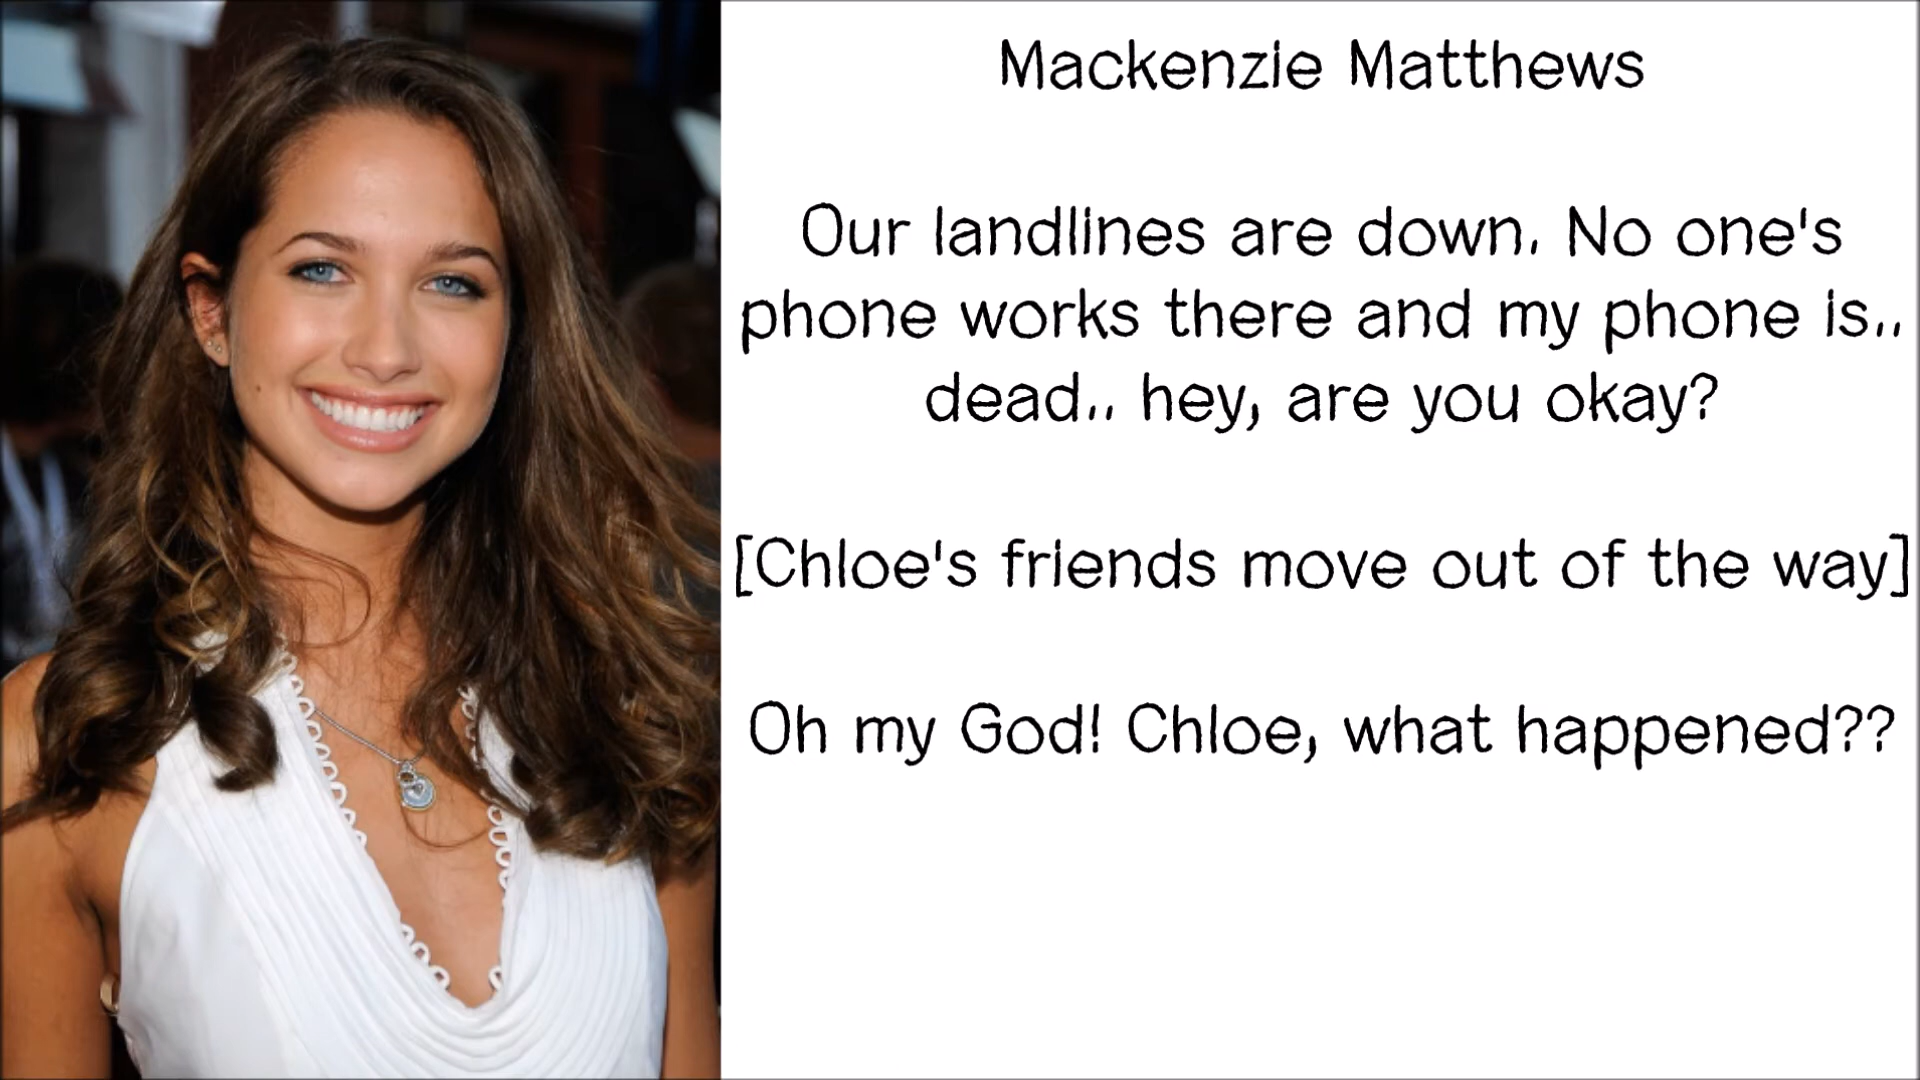 Mackenzie Matthews
Our landlines are down. No one's
phone works there and my phone is..
dead.. hey, are you okay?
[Chloe's friends move out of the way]
Oh my God! Chloe, what happened??